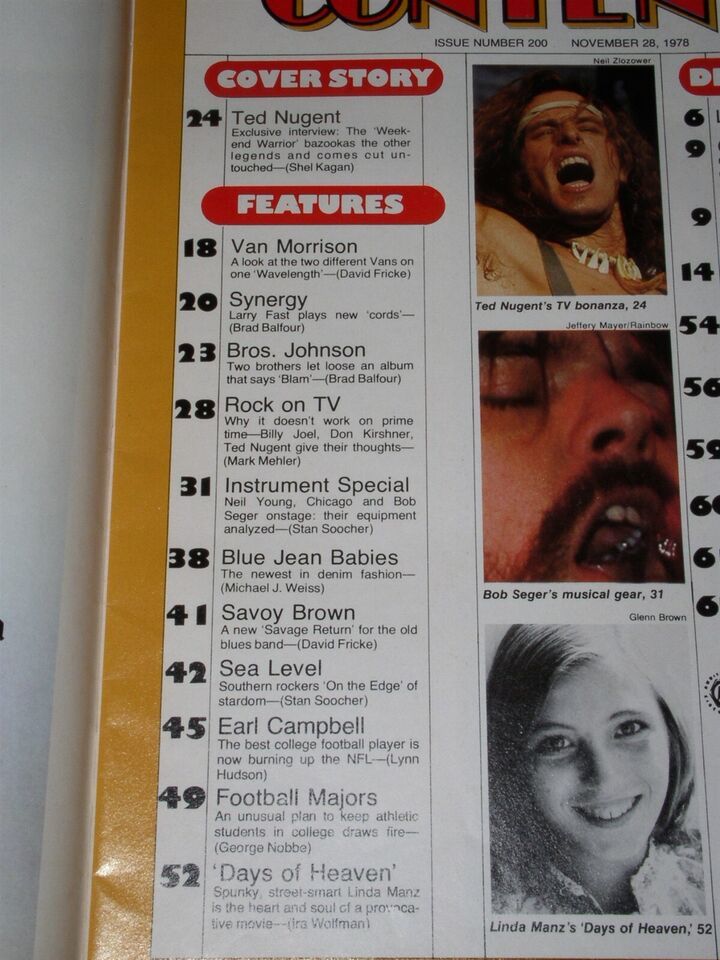 ISSUE NUMBER 200 NOVEMBER 28, 1978
COVER STORY
24 Ted Nugent
Exclusive interview: The 'Week-
end Warrior' bazookas the other
legends and comes out un-
touched—(Shel Kagan)
FEATURES
18 Van Morrison
A look at the two different Vans on
one 'Wavelength'—(David Fricke)
20 Synergy
Larry Fast plays new 'cords'—
(Brad Balfour)
23 Bros. Johnson
Two brothers let loose an album
that says 'Blam'—(Brad Balfour)
28 Rock on TV
Why it doesn't work on prime
time—Billy Joel, Don Kirshner,
Ted Nugent give their thoughts—
(Mark Mehler)
31 Instrument Special
Neil Young, Chicago and Bob
Seger onstage: their equipment
analyzed—(Stan Soocher)
38 Blue Jean Babies
The newest in denim fashion—
(Michael J. Weiss)
41 Savoy Brown
A new 'Savage Return' for the old
blues band—(David Fricke)
42 Sea Level
Southern rockers 'On the Edge' of
stardom—(Stan Soocher)
45 Earl Campbell
The best college football player is
now burning up the NFL—(Lynn
Hudson)
49 Football Majors
An unusual plan to keep athletic
students in college draws fire—
(George Nobbe)
52 'Days of Heaven'
Spunky, street-smart Linda Manz
is the heart and soul of a provoca-
tive movie—(Ira Wolfman)
Neil Zlozower
Ted Nugent's TV bonanza, 24
Jeffery Mayer/Rainbow
Bob Seger's musical gear, 31
Glenn Brown
Linda Manz's 'Days of Heaven,' 52
6
9
9
14
54
56